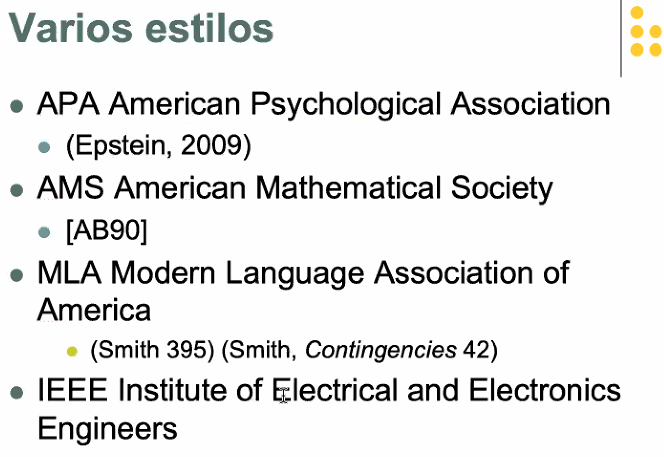 Varios estilos
APA American Psychological Association
(Epstein, 2009)
AMS American Mathematical Society
[AB90]
MLA Modern Language Association of
America
(Smith 395) (Smith, Contingencies 42)
IEEE Institute of Electrical and Electronics
Engineers